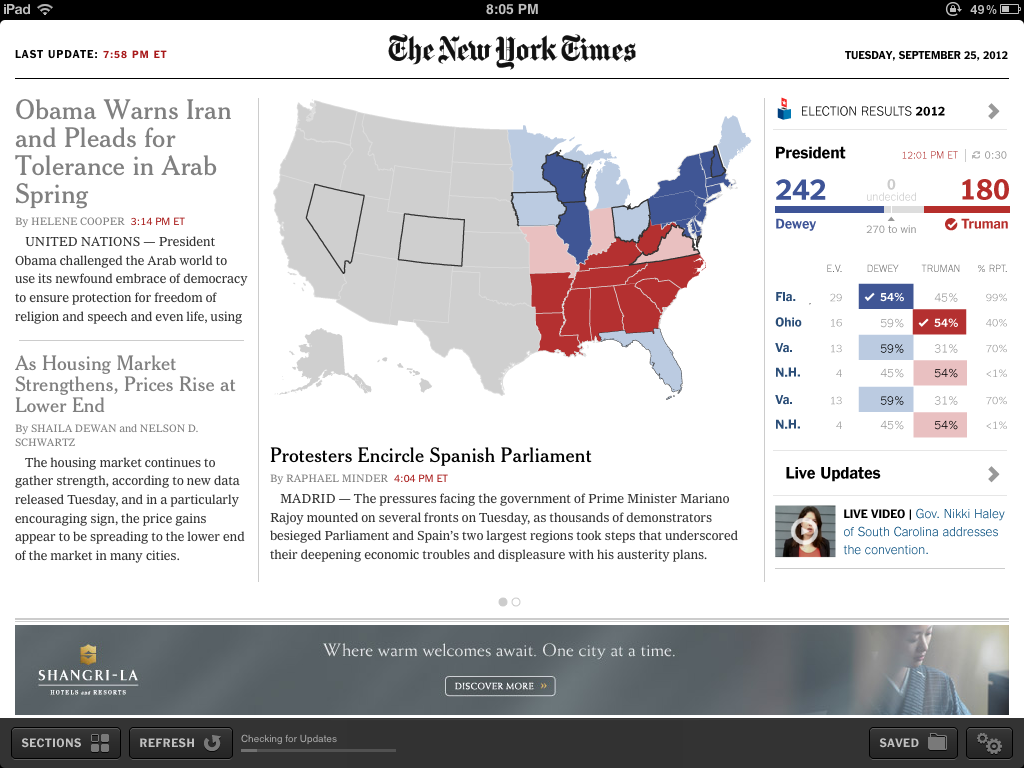 iPad
8:05 PM
49%
LAST UPDATE: 7:58 PM ET
The New York Times
TUESDAY, SEPTEMBER 25, 2012
Obama Warns Iran
and Pleads for
Tolerance in Arab
Spring
By HELENE COOPER 3:14 PM ET
UNITED NATIONS — President
Obama challenged the Arab world to
use its newfound embrace of democracy
to ensure protection for freedom of
religion and speech and even life, using
As Housing Market
Strengthens, Prices Rise at
Lower End
By SHAILA DEWAN and NELSON D.
SCHWARTZ
The housing market continues to
gather strength, according to new data
released Tuesday, and in a particularly
encouraging sign, the price gains
appear to be spreading to the lower end
of the market in many cities.
Protesters Encircle Spanish Parliament
By RAPHAEL MINDER 4:04 PM ET
MADRID — The pressures facing the government of Prime Minister Mariano
Rajoy mounted on several fronts on Tuesday, as thousands of demonstrators
besieged Parliament and Spain's two largest regions took steps that underscored
their deepening economic troubles and displeasure with his austerity plans.
ELECTION RESULTS 2012
President 12:01 PM ET 0:30
242 0 180
undecided
Dewey 270 to win Truman
E.V. DEWEY TRUMAN % RPT.
Fla. 29 54% 45% 99%
Ohio 16 59% 54% 40%
Va. 13 59% 31% 70%
N.H. 4 45% 54% <1%
Va. 13 59% 31% 70%
N.H. 4 45% 54% <1%
Live Updates
LIVE VIDEO | Gov. Nikki Haley
of South Carolina addresses
the convention.
SHANGRI-LA
HOTELS and RESORTS
Where warm welcomes await. One city at a time.
DISCOVER MORE »
SECTIONS
REFRESH
Checking for Updates
SAVED